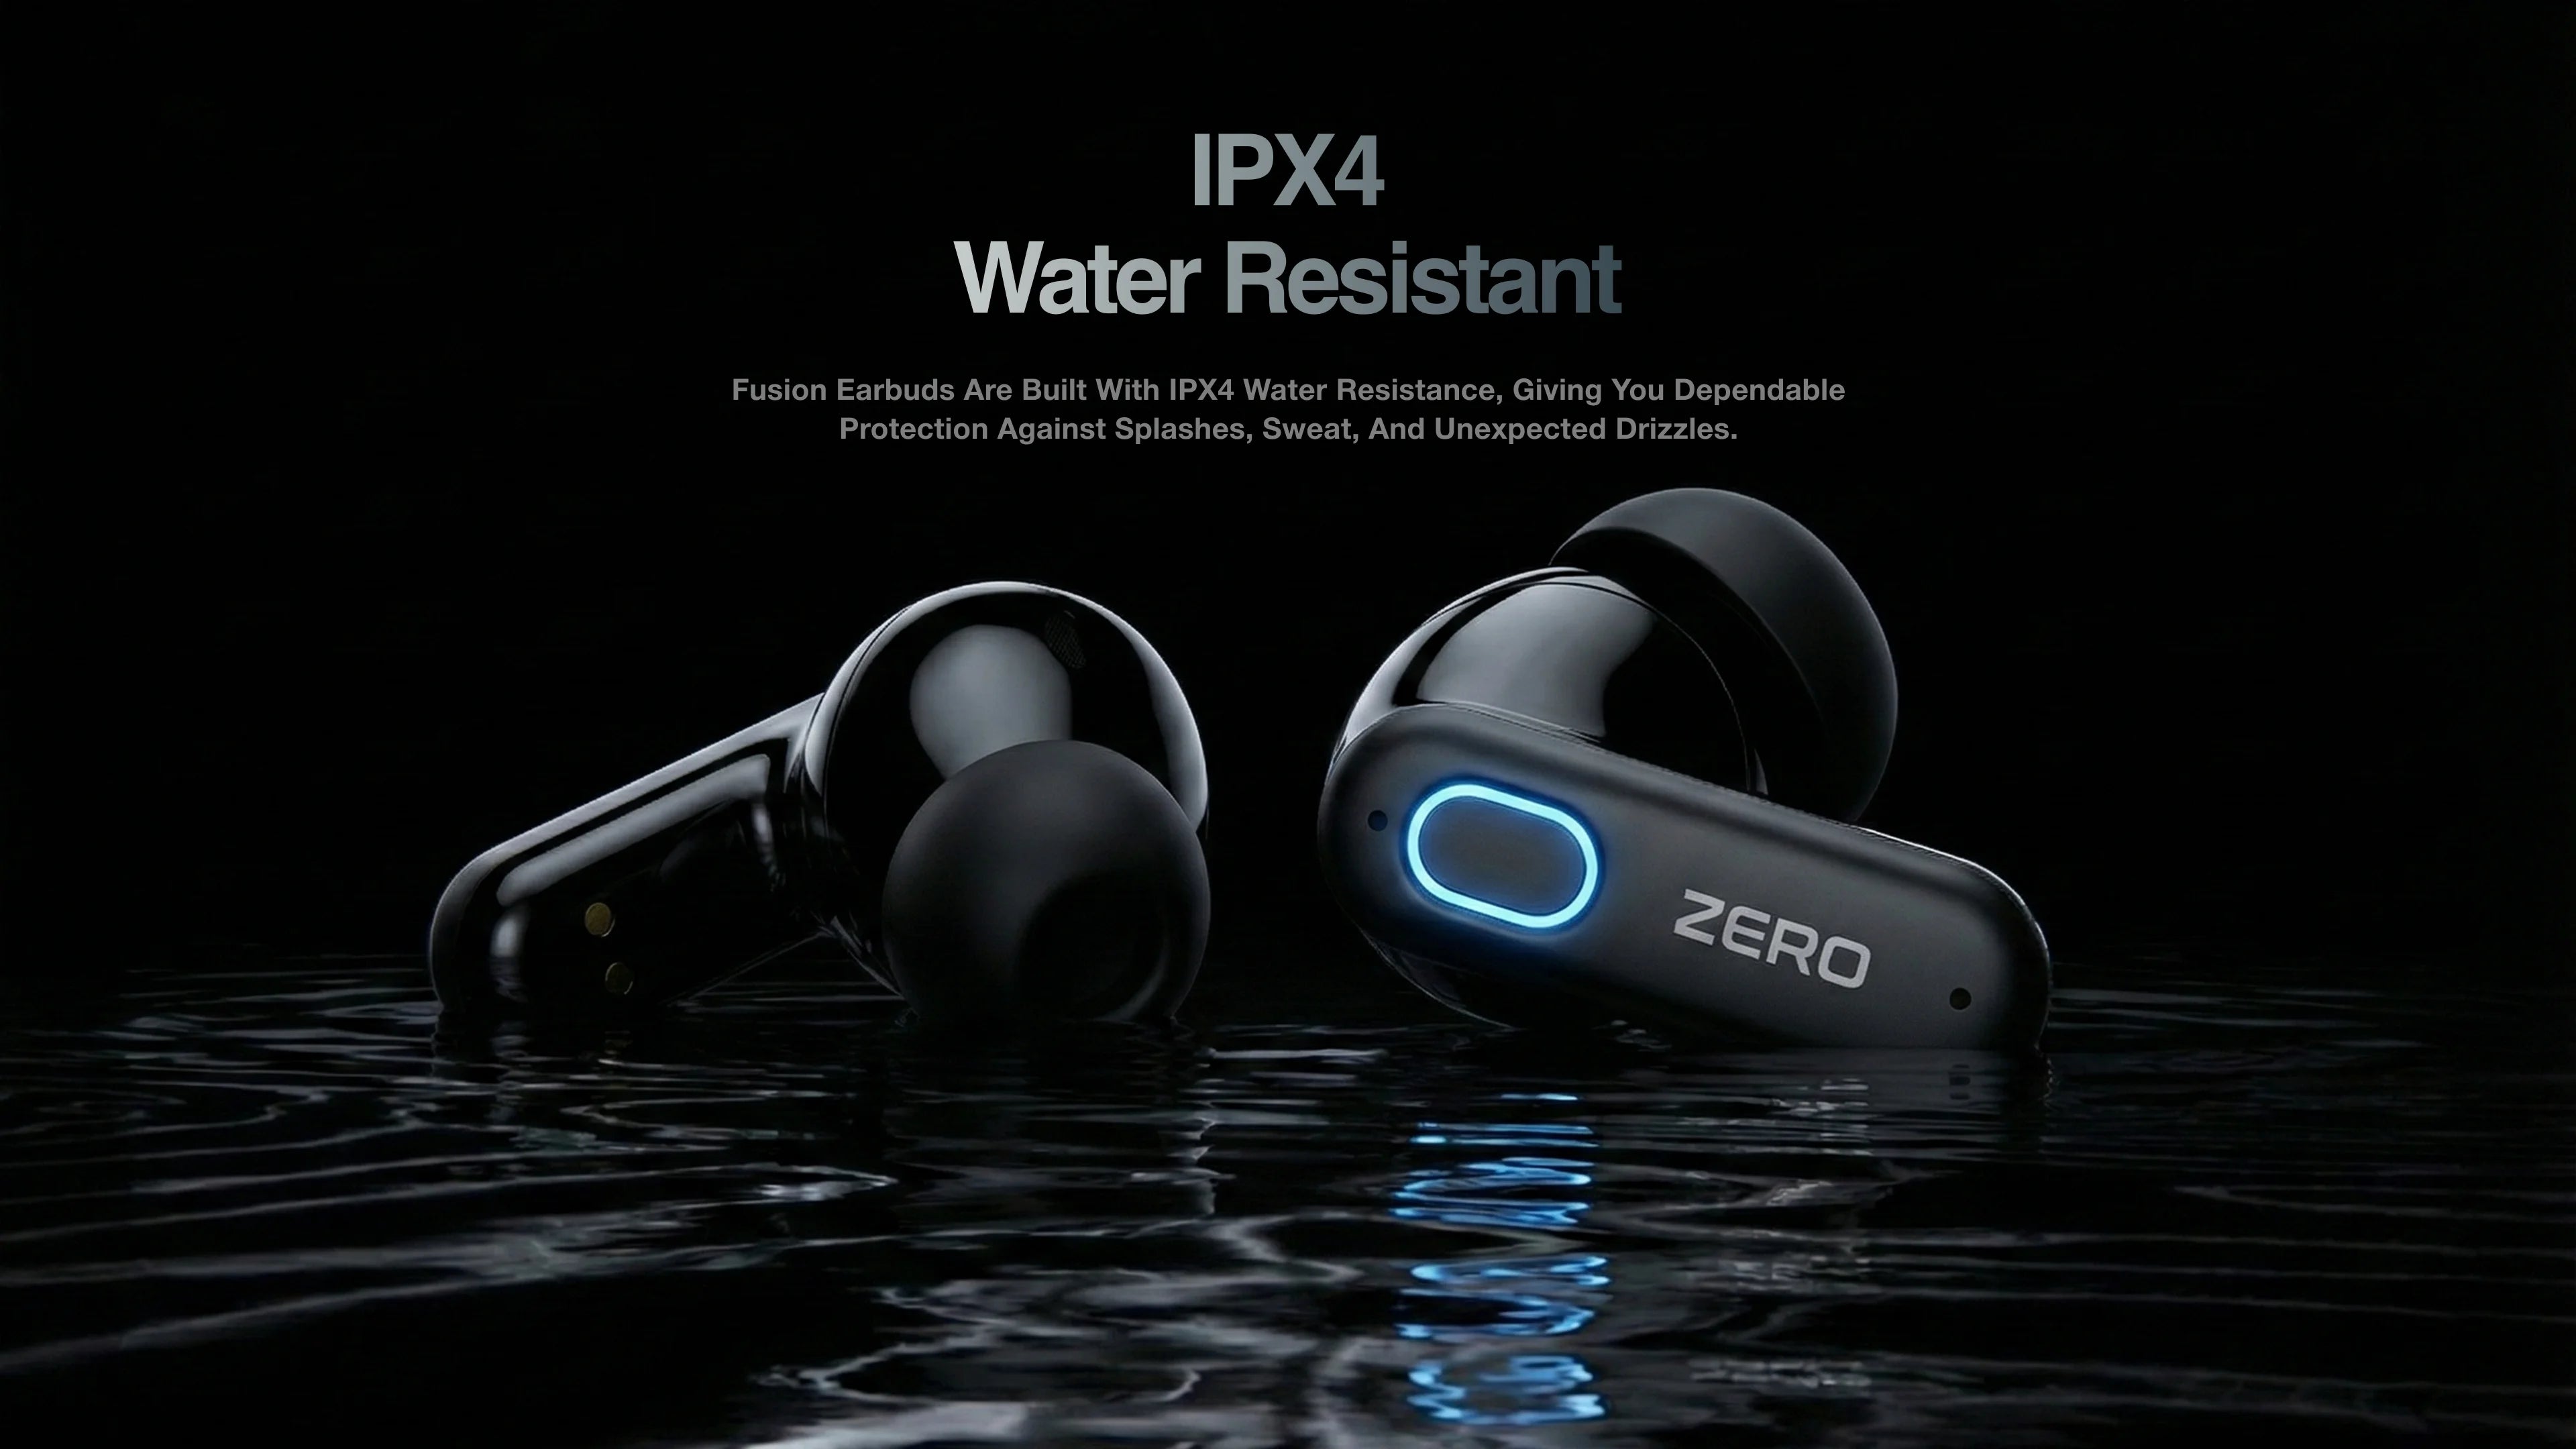 IPX4
Water Resistant
Fusion Earbuds Are Built With IPX4 Water Resistance, Giving You Dependable
Protection Against Splashes, Sweat, And Unexpected Drizzles.
ZERO